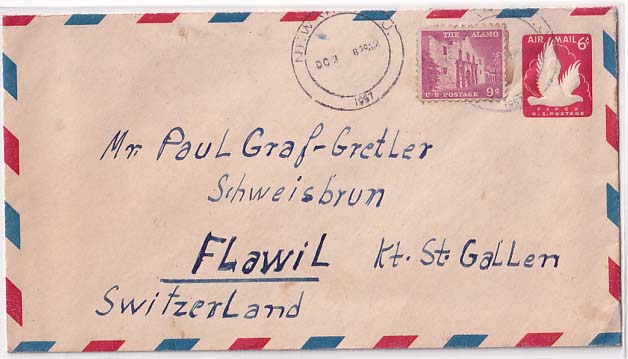 1957
THE ALAMO
U·S·POSTAGE 9¢
AIR MAIL 6¢
FIPEX
U.S. POSTAGE
Mr. Paul Graf-Gretler
Schweisbrun
FLawiL Kt. St. Gallen
Switzerland